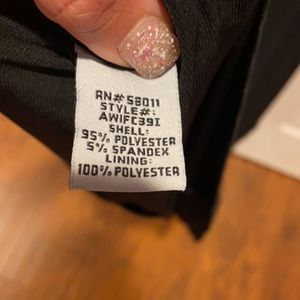 RN# 58011
STYLE#:
AWIFC39I
SHELL:
95% POLYESTER
5% SPANDEX
LINING:
100% POLYESTER